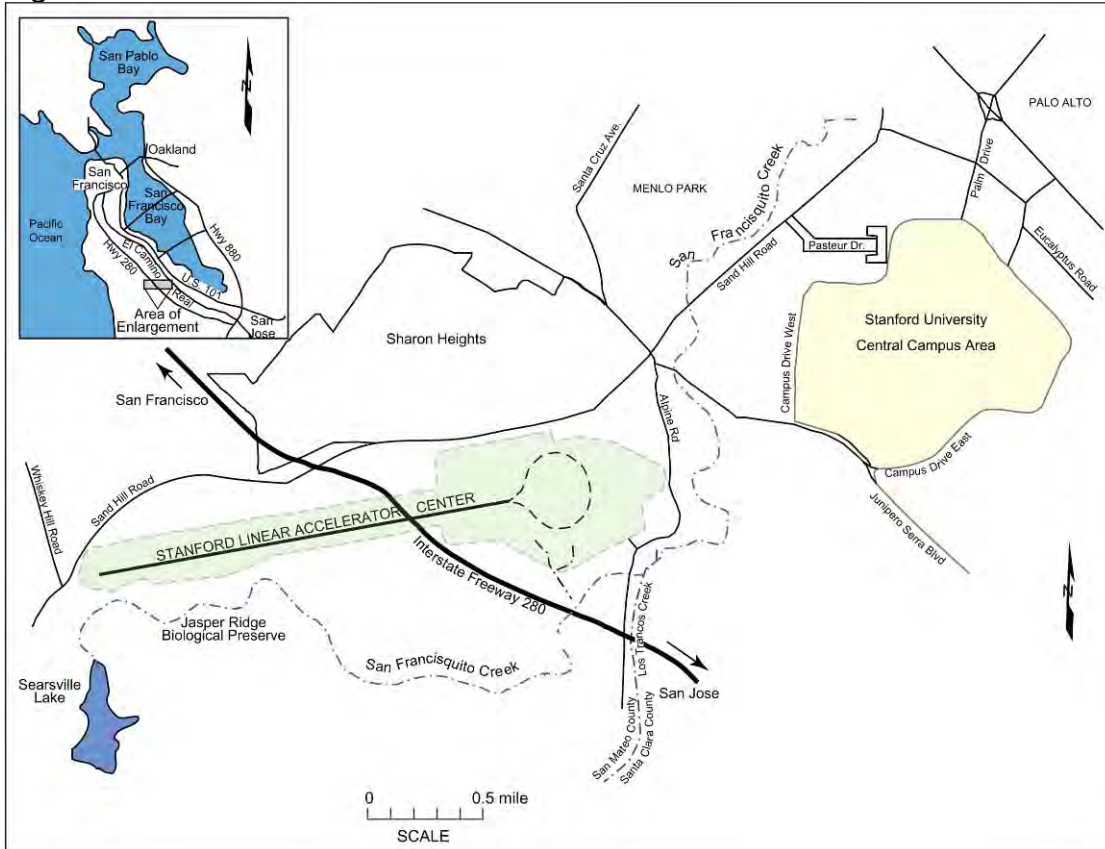 San Pablo
Bay
N
Oakland
San
Francisco
San
Francisco
Bay
Pacific
Ocean
Hwy 880
Hwy 280
El Camino Real
U.S. 101
San
Jose
Area of
Enlargement
PALO ALTO
Santa Cruz Ave.
MENLO PARK
San Francisquito Creek
Palm Drive
Sand Hill Road
Pasteur Dr.
Eucalyptus Road
Stanford University
Central Campus Area
Campus Drive West
Sharon Heights
San Francisco
Alpine Rd
Campus Drive East
Junipero Serra Blvd
Whiskey Hill Road
Sand Hill Road
STANFORD LINEAR ACCELERATOR CENTER
Interstate Freeway 280
N
Jasper Ridge
Biological Preserve
San Francisquito Creek
Los Trancos Creek
Searsville
Lake
San Jose
San Mateo County
Santa Clara County
0 0.5 mile
SCALE